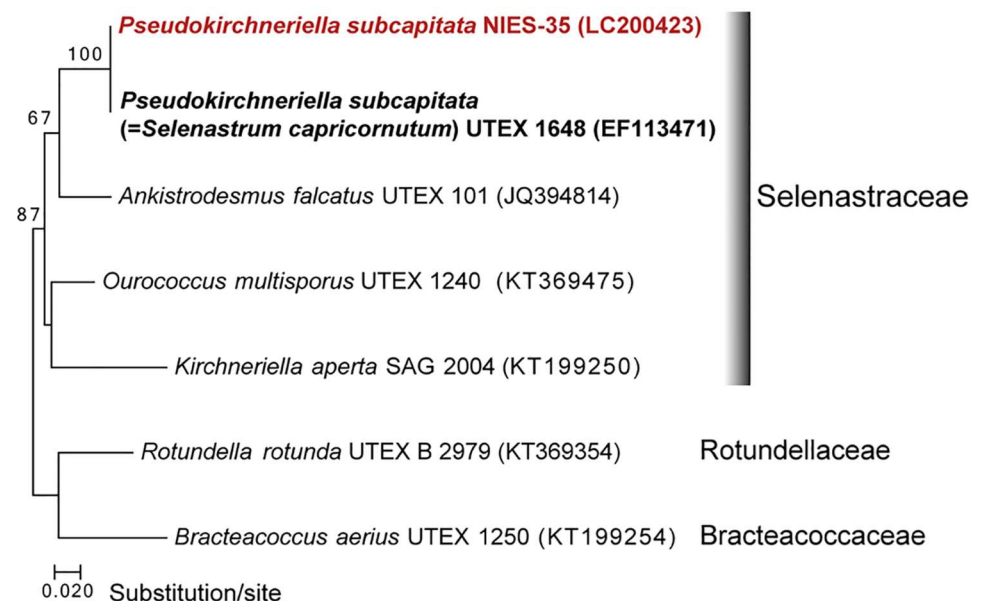 Pseudokirchneriella subcapitata NIES-35 (LC200423)
100
Pseudokirchneriella subcapitata
(=Selenastrum capricornutum) UTEX 1648 (EF113471)
67
Ankistrodesmus falcatus UTEX 101 (JQ394814)
Selenastraceae
87
Ourococcus multisporus UTEX 1240 (KT369475)
Kirchneriella aperta SAG 2004 (KT199250)
Rotundella rotunda UTEX B 2979 (KT369354)
Rotundellaceae
Bracteacoccus aerius UTEX 1250 (KT199254)
Bracteacoccaceae
0.020 Substitution/site